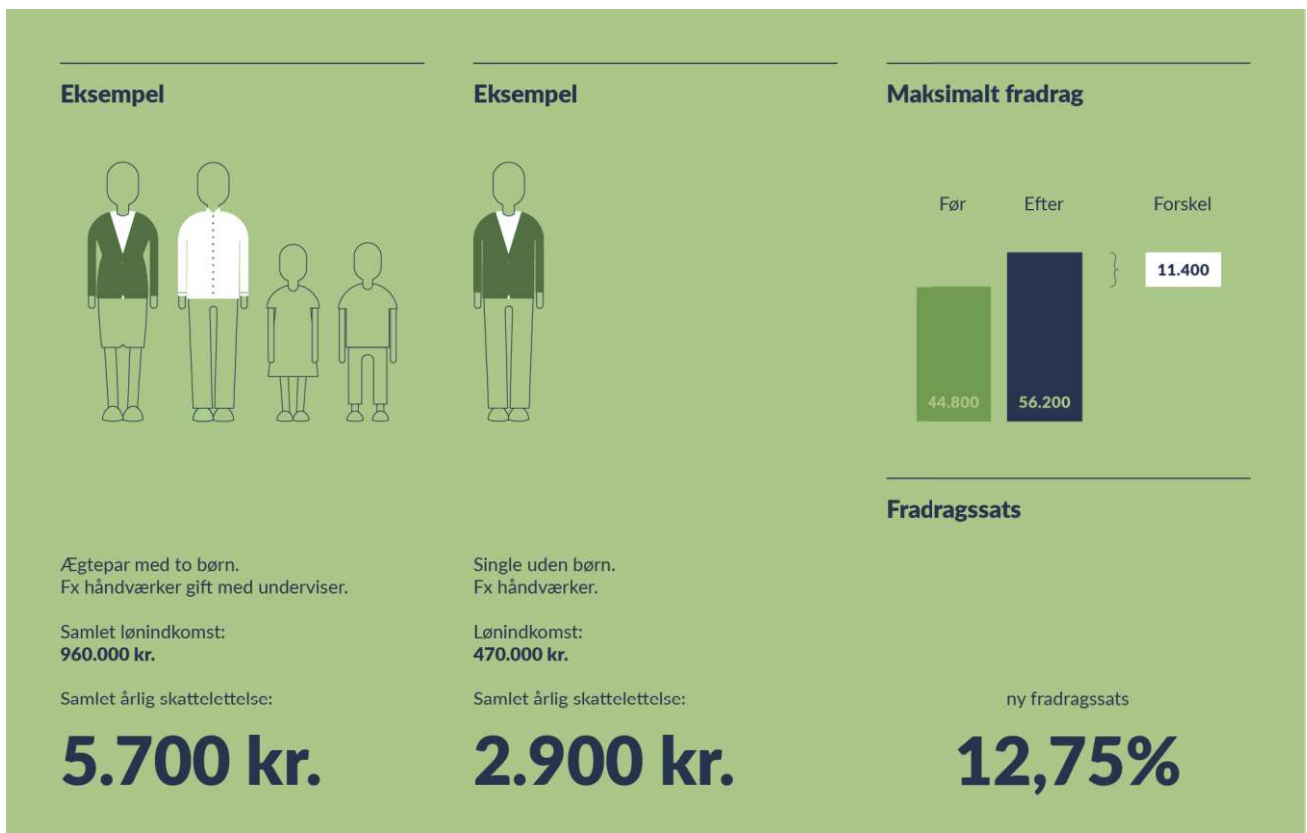 Eksempel
Ægtepar med to børn.
Fx håndværker gift med underviser.
Samlet lønindkomst:
960.000 kr.
Samlet årlig skattelettelse:
5.700 kr.
Eksempel
Single uden børn.
Fx håndværker.
Lønindkomst:
470.000 kr.
Samlet årlig skattelettelse:
2.900 kr.
Maksimalt fradrag
Før Efter Forskel
11.400
44.800 56.200
Fradragssats
ny fradragssats
12,75%